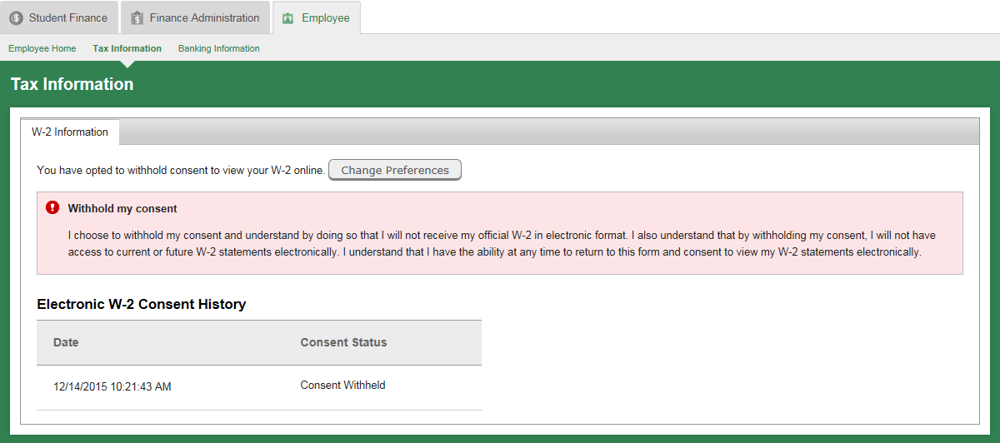 Student Finance Finance Administration Employee
Employee Home Tax Information Banking Information
Tax Information
W-2 Information
You have opted to withhold consent to view your W-2 online. Change Preferences
Withhold my consent
I choose to withhold my consent and understand by doing so that I will not receive my official W-2 in electronic format. I also understand that by withholding my consent, I will not have
access to current or future W-2 statements electronically. I understand that I have the ability at any time to return to this form and consent to view my W-2 statements electronically.
Electronic W-2 Consent History
Date Consent Status
12/14/2015 10:21:43 AM Consent Withheld